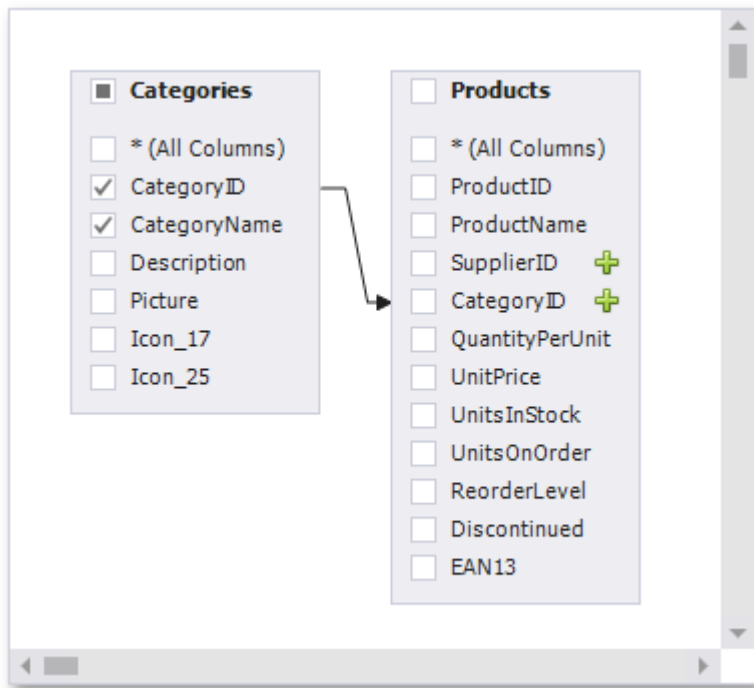 Categories
* (All Columns)
CategoryID
CategoryName
Description
Picture
Icon_17
Icon_25
Products
* (All Columns)
ProductID
ProductName
SupplierID
CategoryID
QuantityPerUnit
UnitPrice
UnitsInStock
UnitsOnOrder
ReorderLevel
Discontinued
EAN13